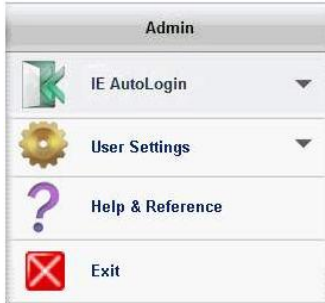 Admin
IE AutoLogin
User Settings
Help & Reference
Exit